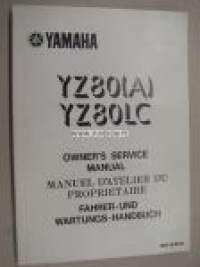 YAMAHA
YZ80(A)
YZ80LC
OWNER'S SERVICE
MANUAL
MANUEL D'ATELIER DU
PROPRIETAIRE
FAHRER-UND
WARTUNGS-HANDBUCH